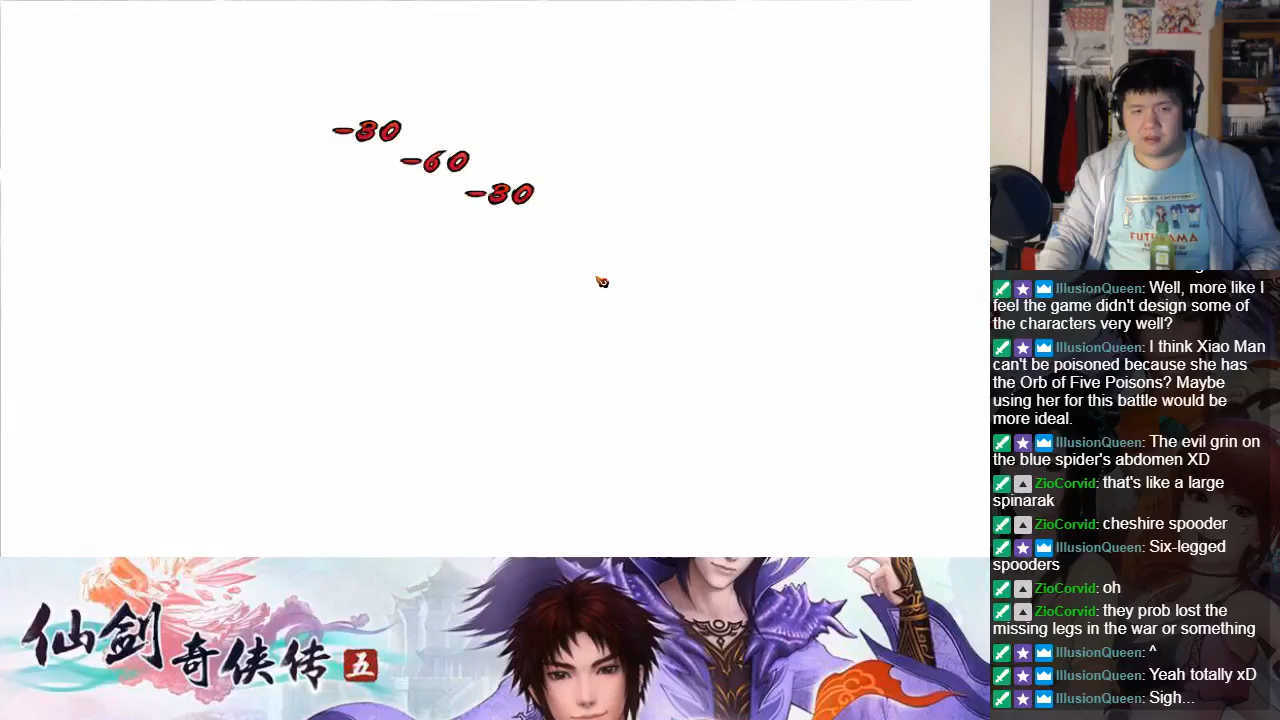 -30
-60
-30
FUTURAMA
IllusionQueen: Well, more like I
feel the game didn't design some of
the characters very well?
IllusionQueen: I think Xiao Man
can't be poisoned because she has
the Orb of Five Poisons? Maybe
using her for this battle would be
more ideal.
IllusionQueen: The evil grin on
the blue spider's abdomen XD
ZioCorvid: that's like a large
spinarak
ZioCorvid: cheshire spooder
IllusionQueen: Six-legged
spooders
ZioCorvid: oh
ZioCorvid: they prob lost the
missing legs in the war or something
IllusionQueen: ^
IllusionQueen: Yeah totally xD
IllusionQueen: Sigh...
仙剑奇侠传五